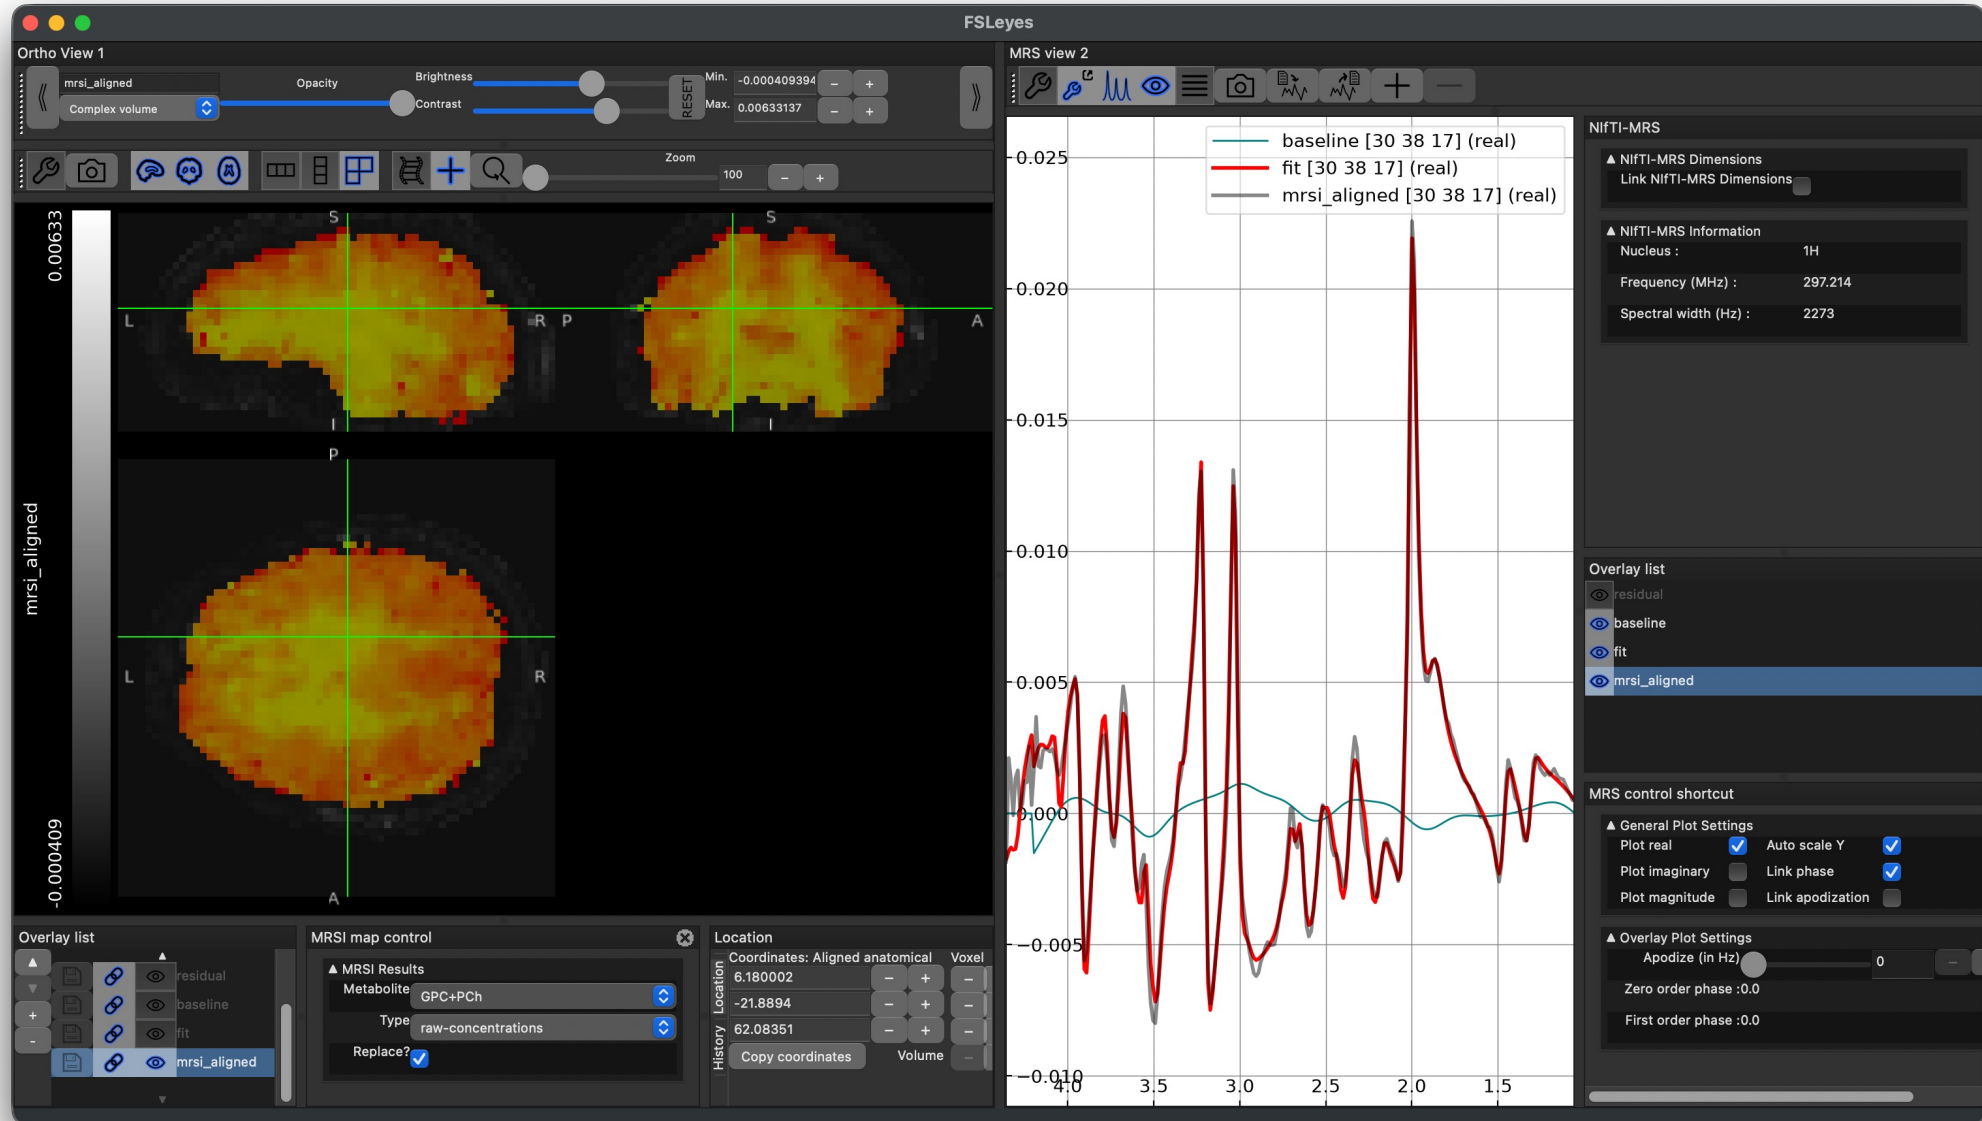 FSLeyes
Ortho View 1
mrsi_aligned
Complex volume
Opacity
Brightness
Contrast
RESET
Min.
-0.000409394
Max.
0.00633137
Zoom
100
0.00633
mrsi_aligned
-0.000409
S
L
R
I
S
P
A
I
P
L
R
A
Overlay list
residual
baseline
fit
mrsi_aligned
MRSI map control
MRSI Results
Metabolite
GPC+PCh
Type
raw-concentrations
Replace?
Location
Location
History
Coordinates: Aligned anatomical
Voxel
6.180002
-21.8894
62.08351
Copy coordinates
Volume
MRS view 2
baseline [30 38 17] (real)
fit [30 38 17] (real)
mrsi_aligned [30 38 17] (real)
0.025
0.020
0.015
0.010
0.005
0.000
−0.005
−0.010
4.0
3.5
3.0
2.5
2.0
1.5
NIfTI-MRS
NIfTI-MRS Dimensions
Link NIfTI-MRS Dimensions
NIfTI-MRS Information
Nucleus : 1H
Frequency (MHz) : 297.214
Spectral width (Hz) : 2273
Overlay list
residual
baseline
fit
mrsi_aligned
MRS control shortcut
General Plot Settings
Plot real Auto scale Y
Plot imaginary Link phase
Plot magnitude Link apodization
Overlay Plot Settings
Apodize (in Hz) 0
Zero order phase :0.0
First order phase :0.0